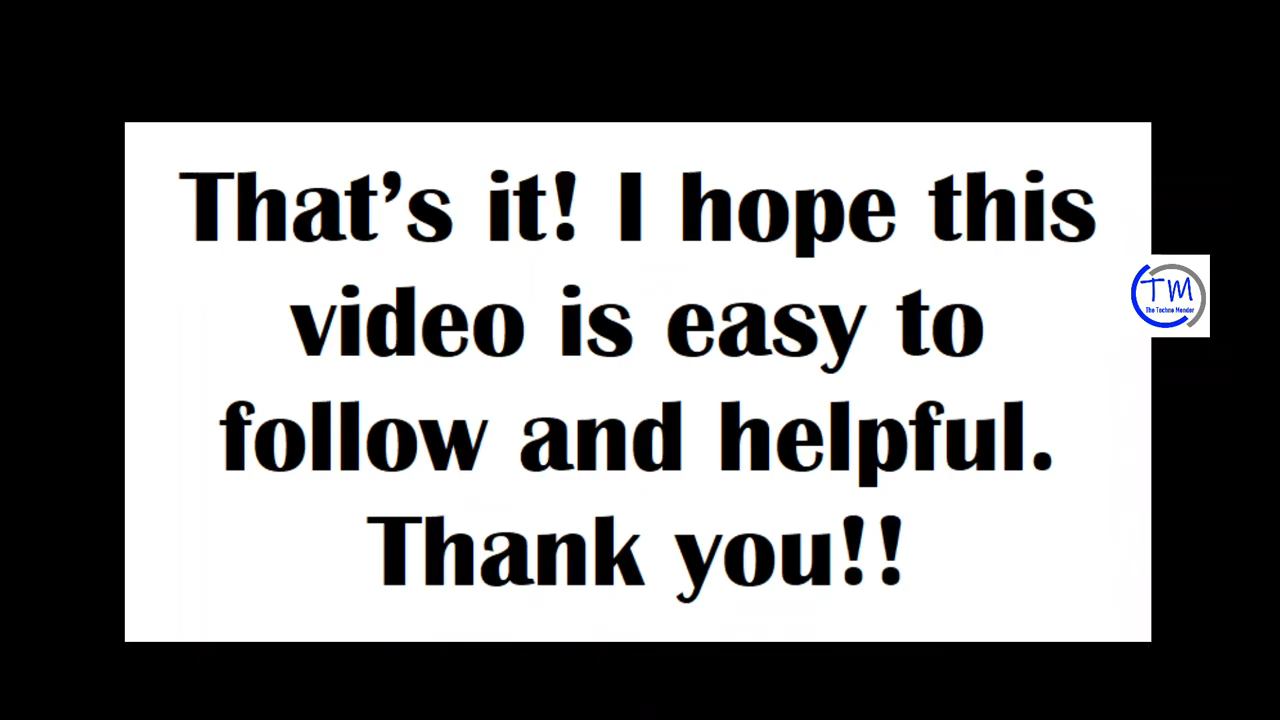 That’s it! I hope this
video is easy to
follow and helpful.
Thank you!!
TM
The Techno Mender